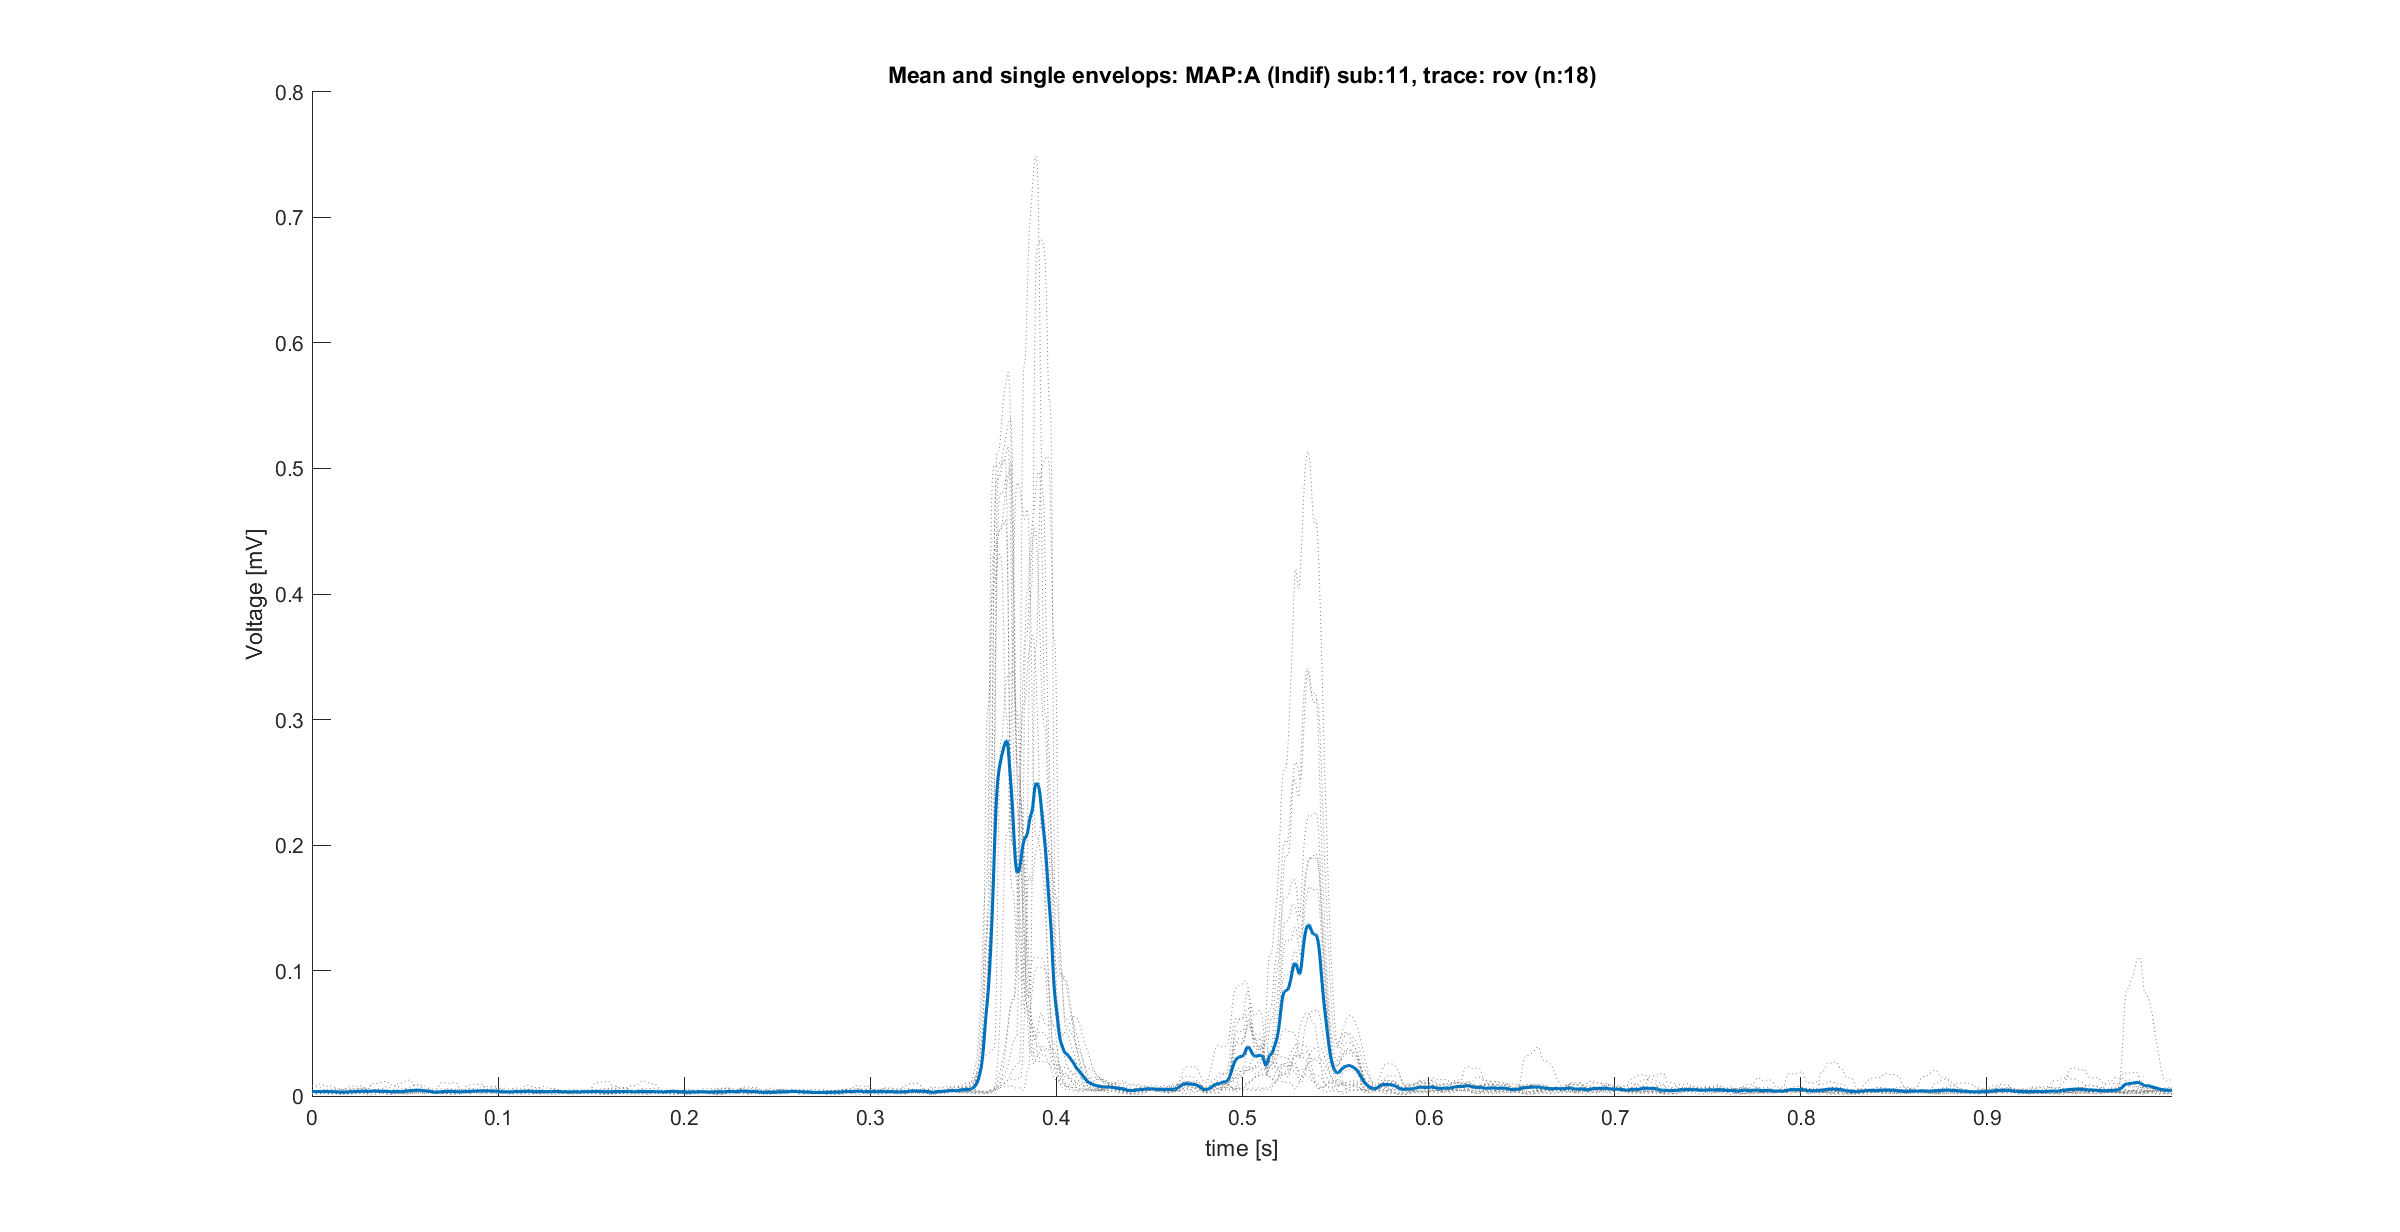 Mean and single envelops: MAP:A (Indif) sub:11, trace: rov (n:18)
0.8
0.7
0.6
0.5
0.4
0.3
0.2
0.1
0
Voltage [mV]
0 0.1 0.2 0.3 0.4 0.5 0.6 0.7 0.8 0.9
time [s]